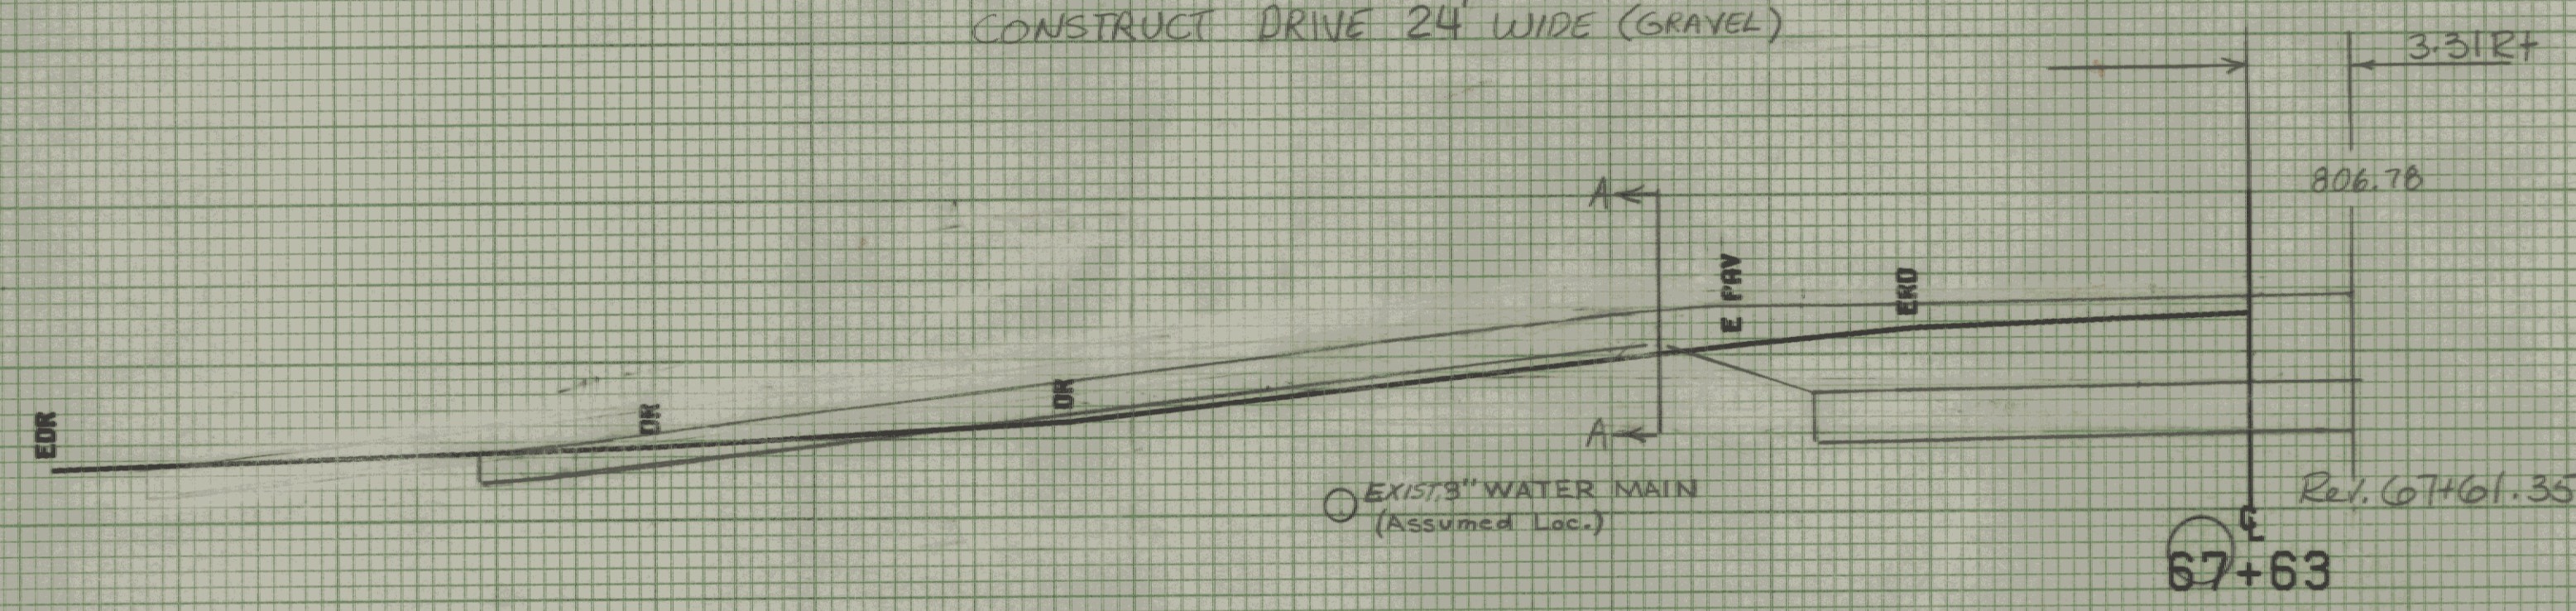 CONSTRUCT DRIVE 24' WIDE (GRAVEL)
3.31 Rt
806.78
A
E PAV
ERD
DR
DR
EDR
A
EXIST. 8" WATER MAIN
(Assumed Loc.)
Rev. 67+61.35
℄
67+63